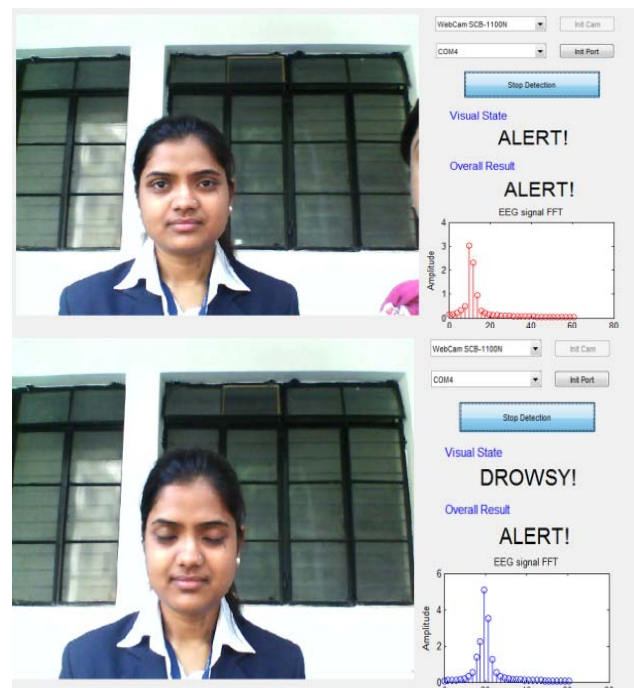 WebCam SCB-1100N Init Cam
COM4 Init Port
Stop Detection
Visual State
ALERT!
Overall Result
ALERT!
EEG signal FFT
Amplitude
4
3
2
1
0
0 20 40 60 80
WebCam SCB-1100N Init Cam
COM4 Init Port
Stop Detection
Visual State
DROWSY!
Overall Result
ALERT!
EEG signal FFT
Amplitude
6
4
2